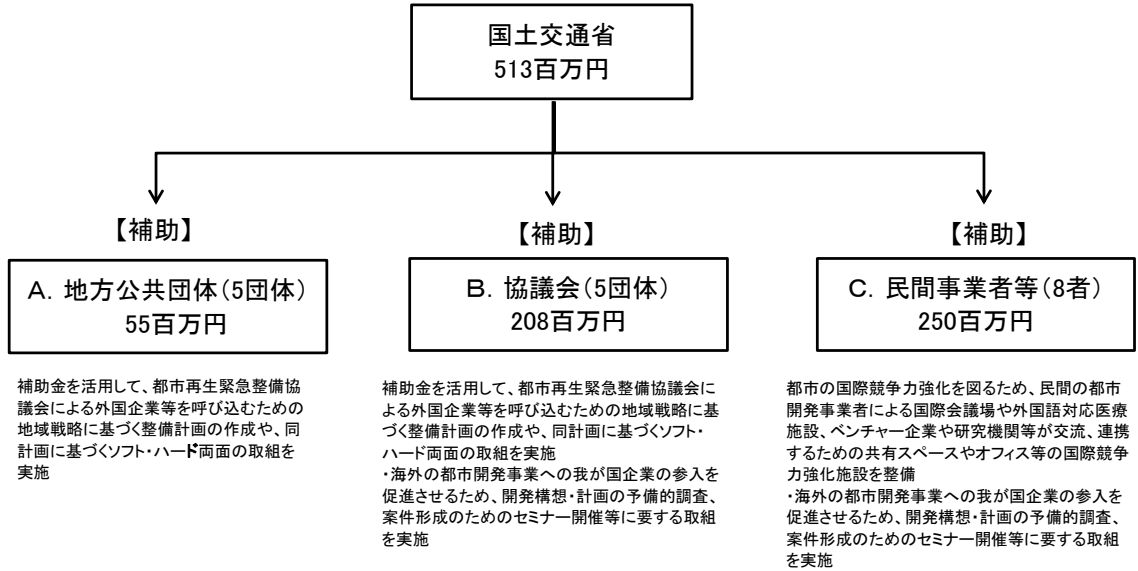 国土交通省
513百万円
【補助】
【補助】
【補助】
A．地方公共団体（5団体）
55百万円
B．協議会（5団体）
208百万円
C．民間事業者等（8者）
250百万円
補助金を活用して、都市再生緊急整備協
議会による外国企業等を呼び込むための
地域戦略に基づく整備計画の作成や、同
計画に基づくソフト・ハード両面の取組を
実施
補助金を活用して、都市再生緊急整備協議会に
よる外国企業等を呼び込むための地域戦略に基
づく整備計画の作成や、同計画に基づくソフト・
ハード両面の取組を実施
・海外の都市開発事業への我が国企業の参入を
促進させるため、開発構想・計画の予備的調査、
案件形成のためのセミナー開催等に要する取組
を実施
都市の国際競争力強化を図るため、民間の都市
開発事業者による国際会議場や外国語対応医療
施設、ベンチャー企業や研究機関等が交流、連携
するための共有スペースやオフィス等の国際競争
力強化施設を整備
・海外の都市開発事業への我が国企業の参入を
促進させるため、開発構想・計画の予備的調査、
案件形成のためのセミナー開催等に要する取組
を実施